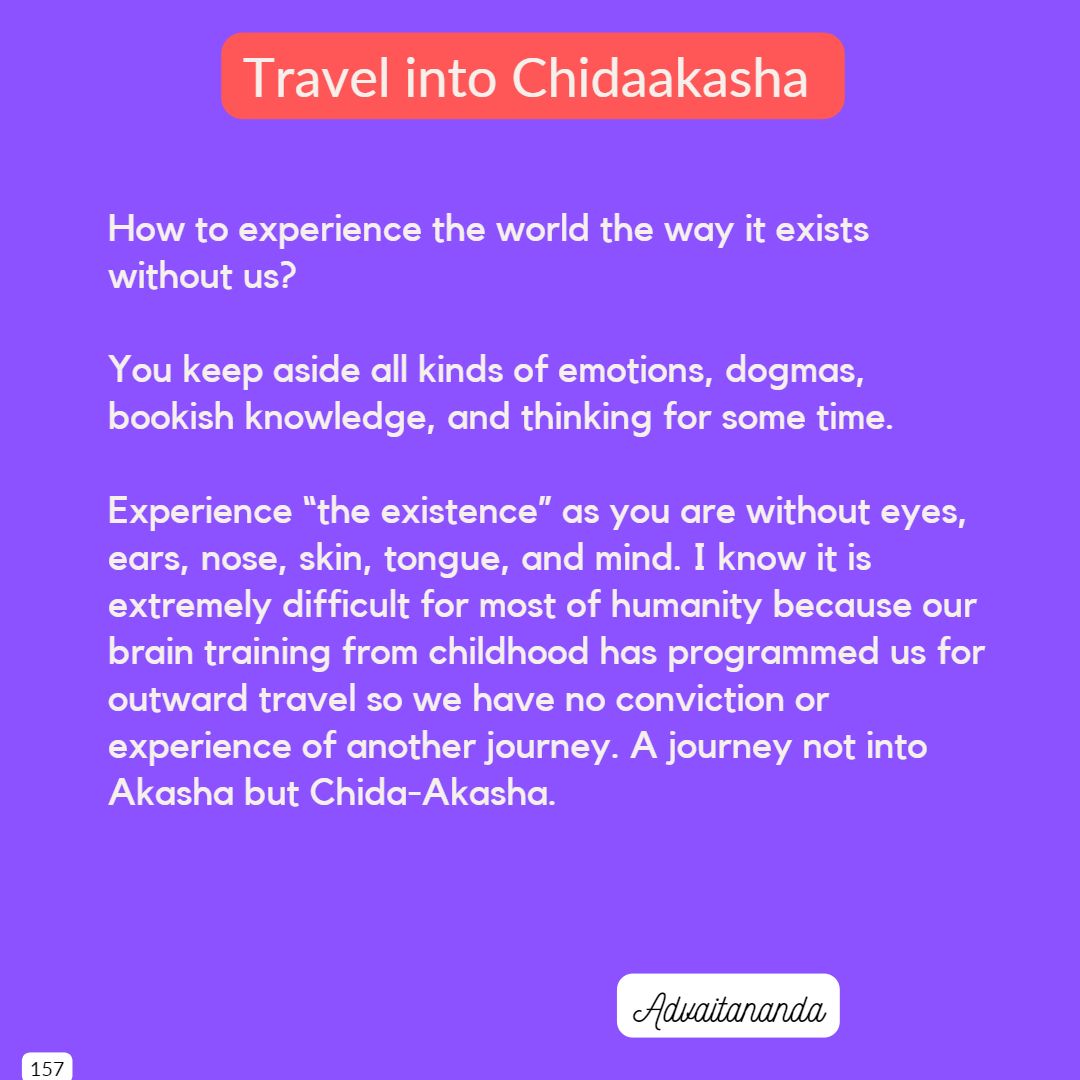 Travel into Chidaakasha
How to experience the world the way it exists
without us?
You keep aside all kinds of emotions, dogmas,
bookish knowledge, and thinking for some time.
Experience “the existence” as you are without eyes,
ears, nose, skin, tongue, and mind. I know it is
extremely difficult for most of humanity because our
brain training from childhood has programmed us for
outward travel so we have no conviction or
experience of another journey. A journey not into
Akasha but Chida-Akasha.
Advaitananda
157